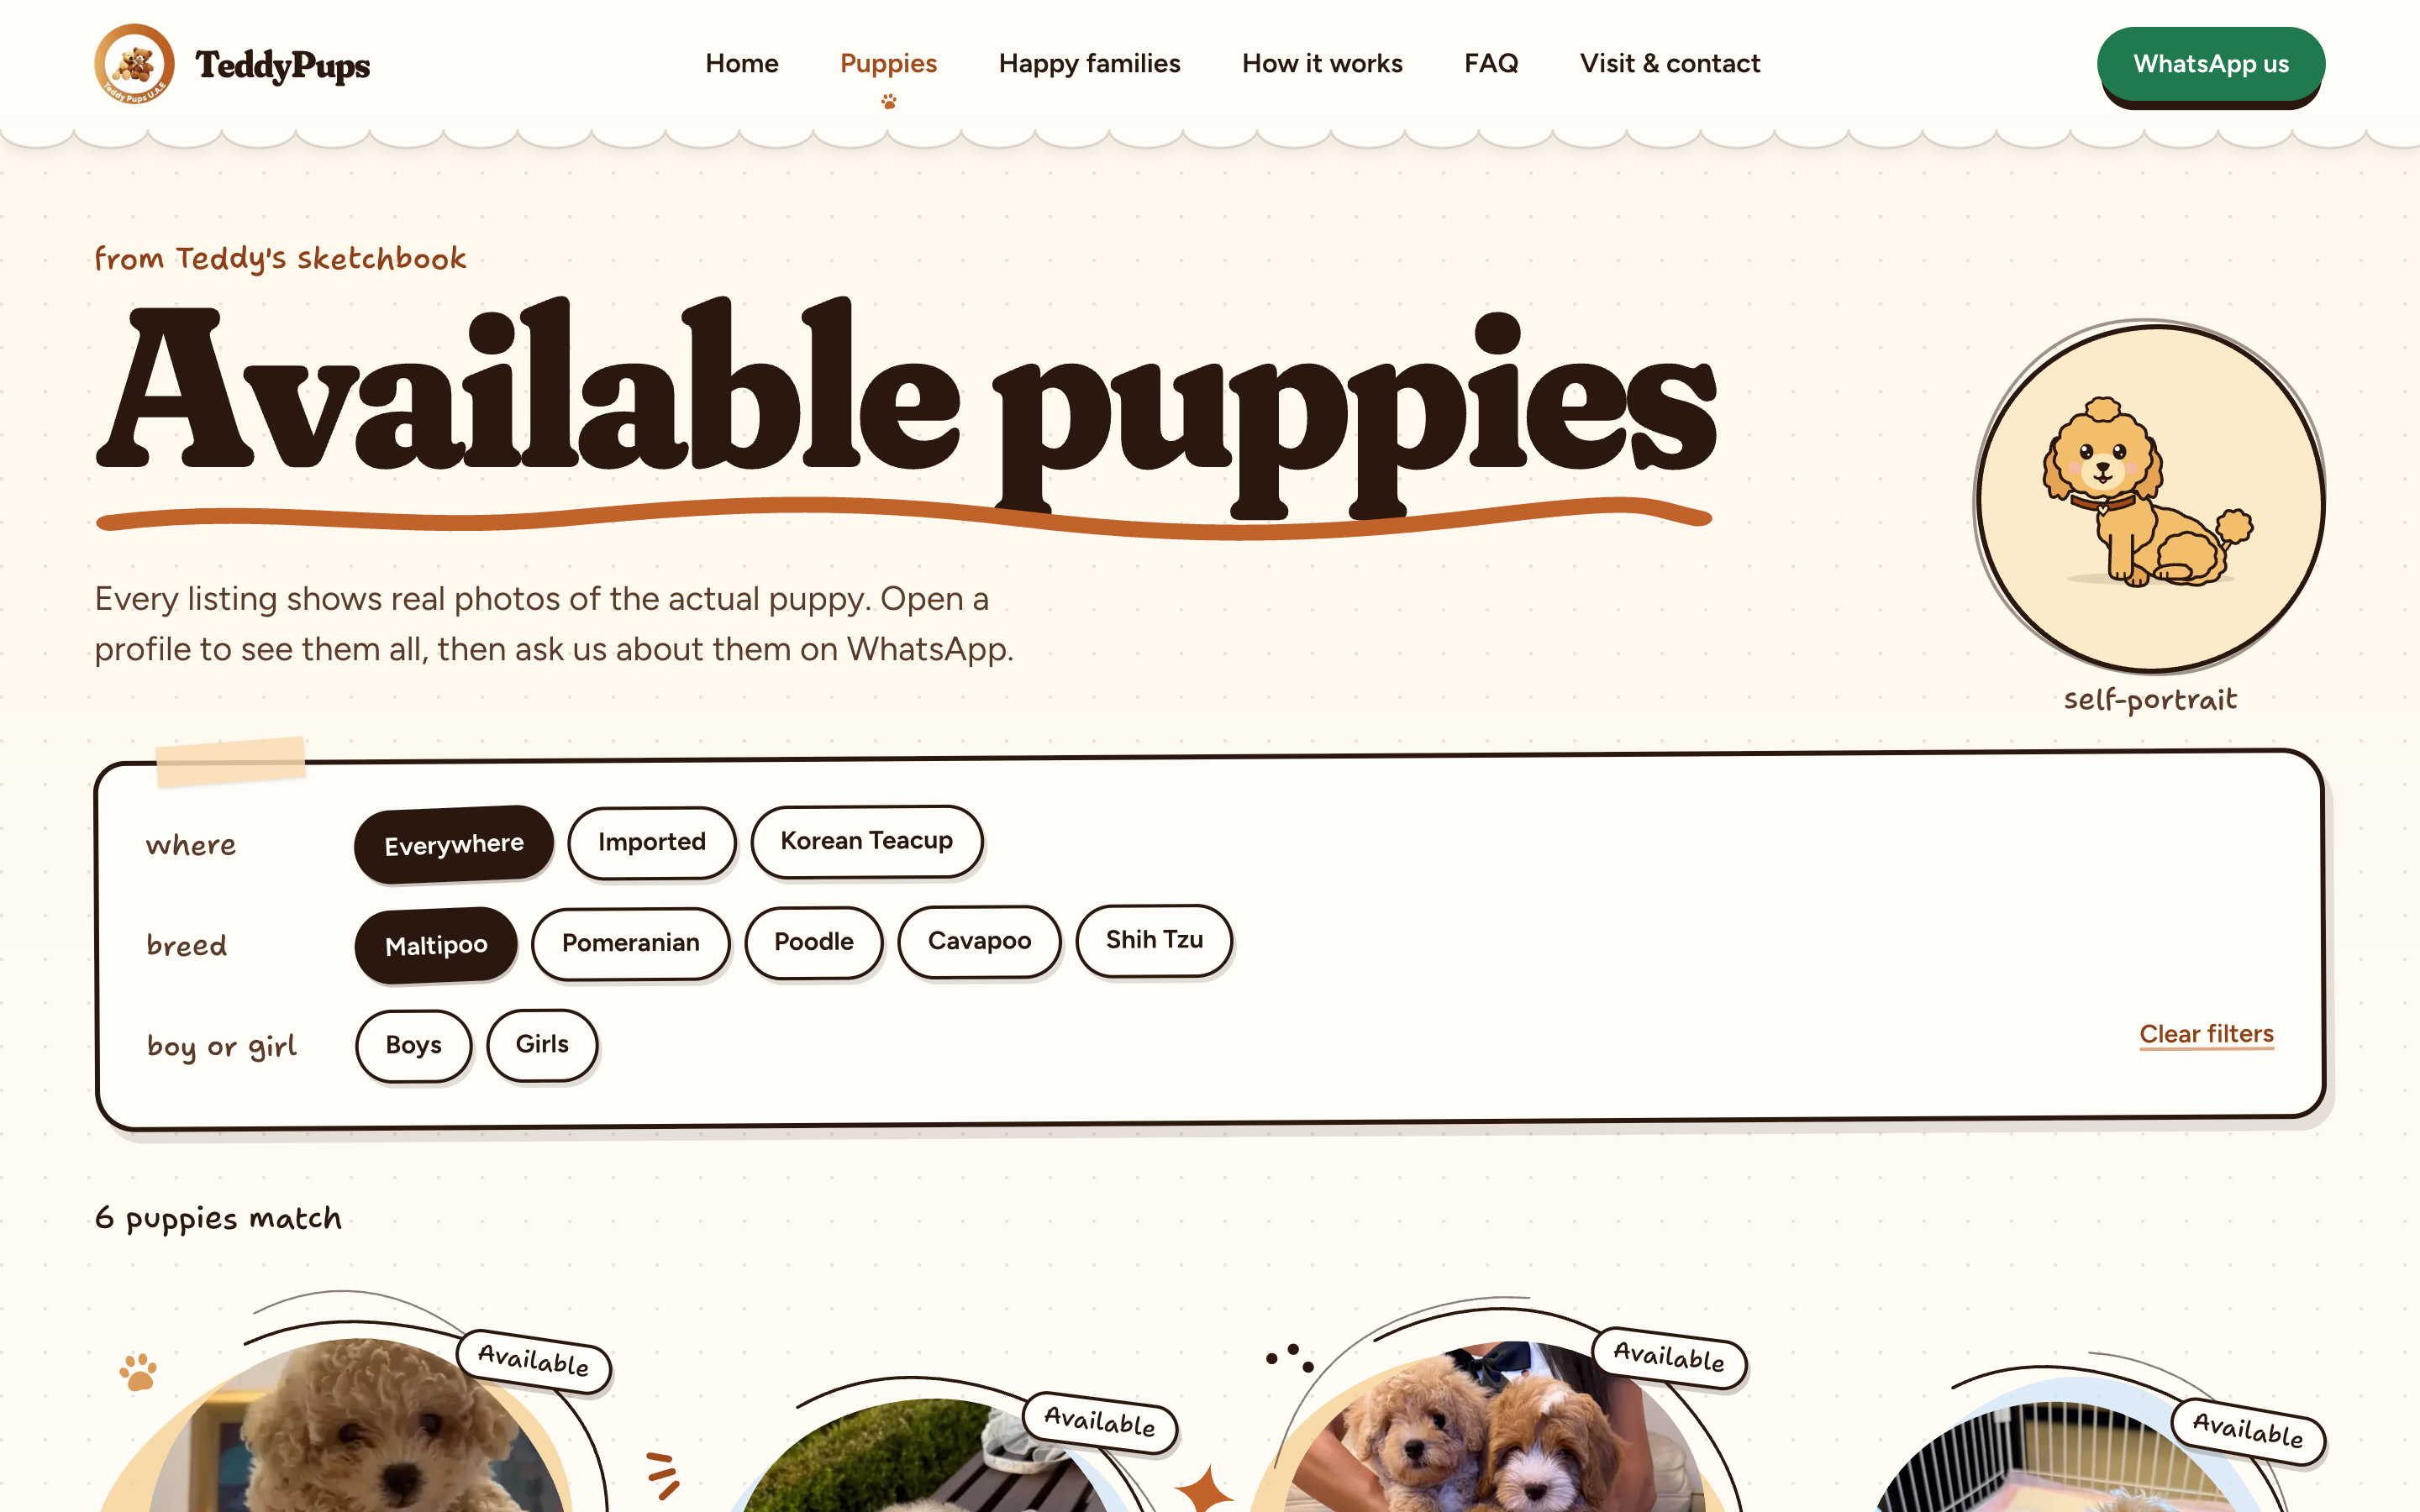 Teddy Pups U.A.E
TeddyPups
Home
Puppies
Happy families
How it works
FAQ
Visit & contact
WhatsApp us
from Teddy's sketchbook
Available puppies
Every listing shows real photos of the actual puppy. Open a
profile to see them all, then ask us about them on WhatsApp.
self-portrait
where
Everywhere
Imported
Korean Teacup
breed
Maltipoo
Pomeranian
Poodle
Cavapoo
Shih Tzu
boy or girl
Boys
Girls
Clear filters
6 puppies match
Available
Available
Available
Available